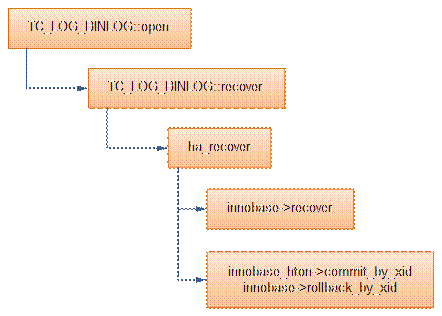 TC_LOG_BINLOG::open
TC_LOG_BINLOG::recover
ha_recover
innobase->recover
innobase_hton->commit_by_xid
innobase->rollback_by_xid